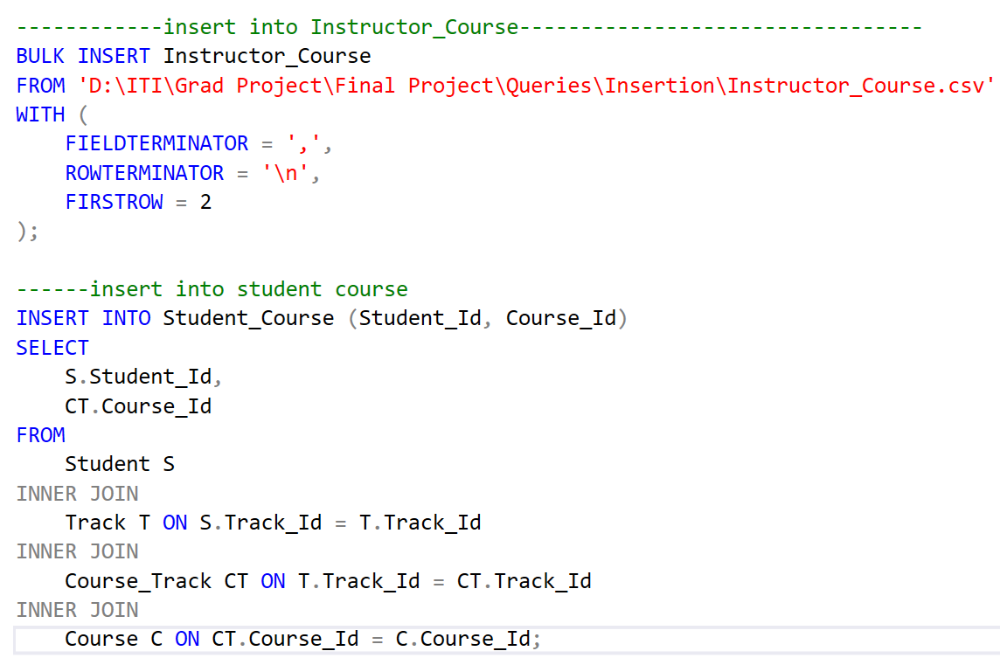 ------------insert into Instructor_Course---------------------------------
BULK INSERT Instructor_Course
FROM 'D:\ITI\Grad Project\Final Project\Queries\Insertion\Instructor_Course.csv'
WITH (
    FIELDTERMINATOR = ',',
    ROWTERMINATOR = '\n',
    FIRSTROW = 2
);

------insert into student course
INSERT INTO Student_Course (Student_Id, Course_Id)
SELECT
    S.Student_Id,
    CT.Course_Id
FROM
    Student S
INNER JOIN
    Track T ON S.Track_Id = T.Track_Id
INNER JOIN
    Course_Track CT ON T.Track_Id = CT.Track_Id
INNER JOIN
    Course C ON CT.Course_Id = C.Course_Id;